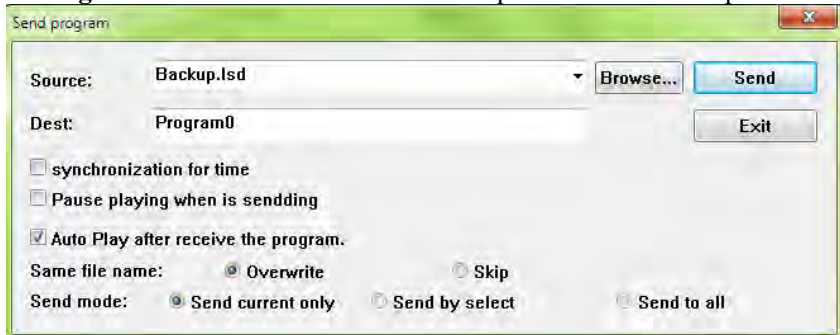 Send program
Source: Backup.lsd Browse... Send
Dest: Program0 Exit
synchronization for time
Pause playing when is sendding
Auto Play after receive the program.
Same file name: Overwrite Skip
Send mode: Send current only Send by select Send to all